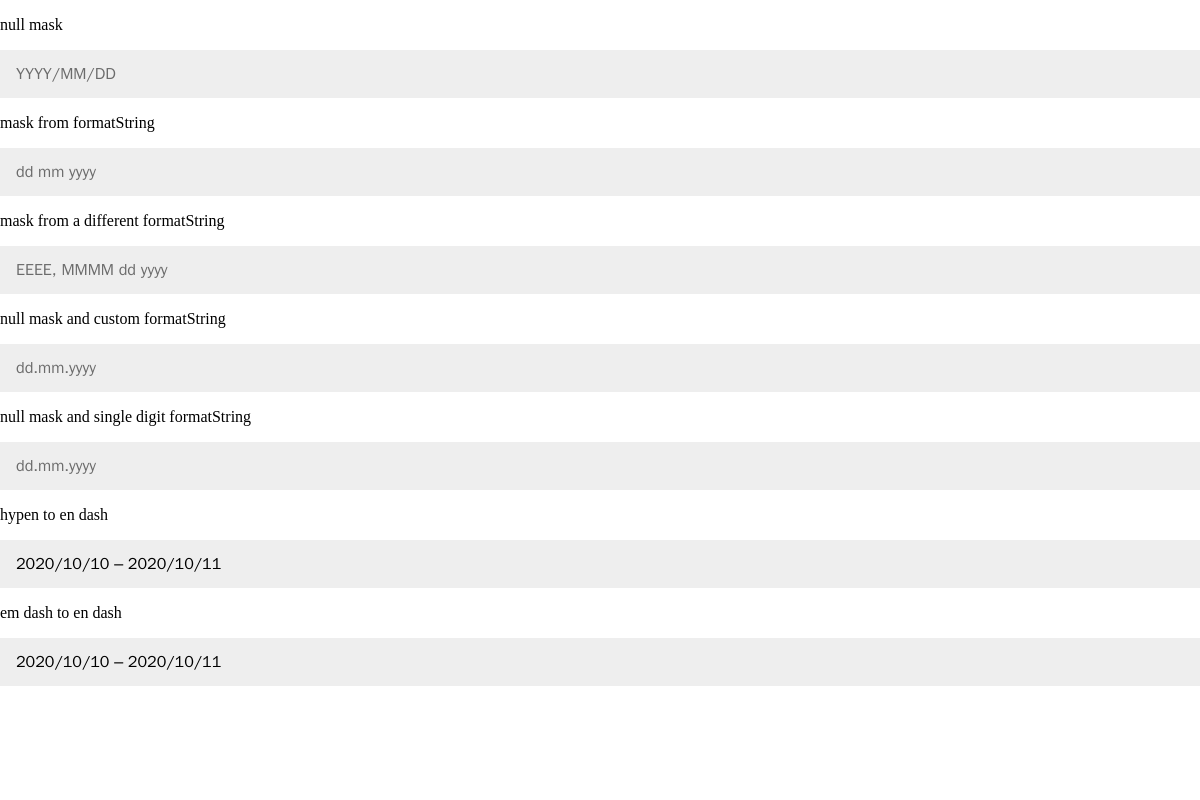 null mask
YYYY/MM/DD
mask from formatString
dd mm yyyy
mask from a different formatString
EEEE, MMMM dd yyyy
null mask and custom formatString
dd.mm.yyyy
null mask and single digit formatString
dd.mm.yyyy
hypen to en dash
2020/10/10 – 2020/10/11
em dash to en dash
2020/10/10 – 2020/10/11